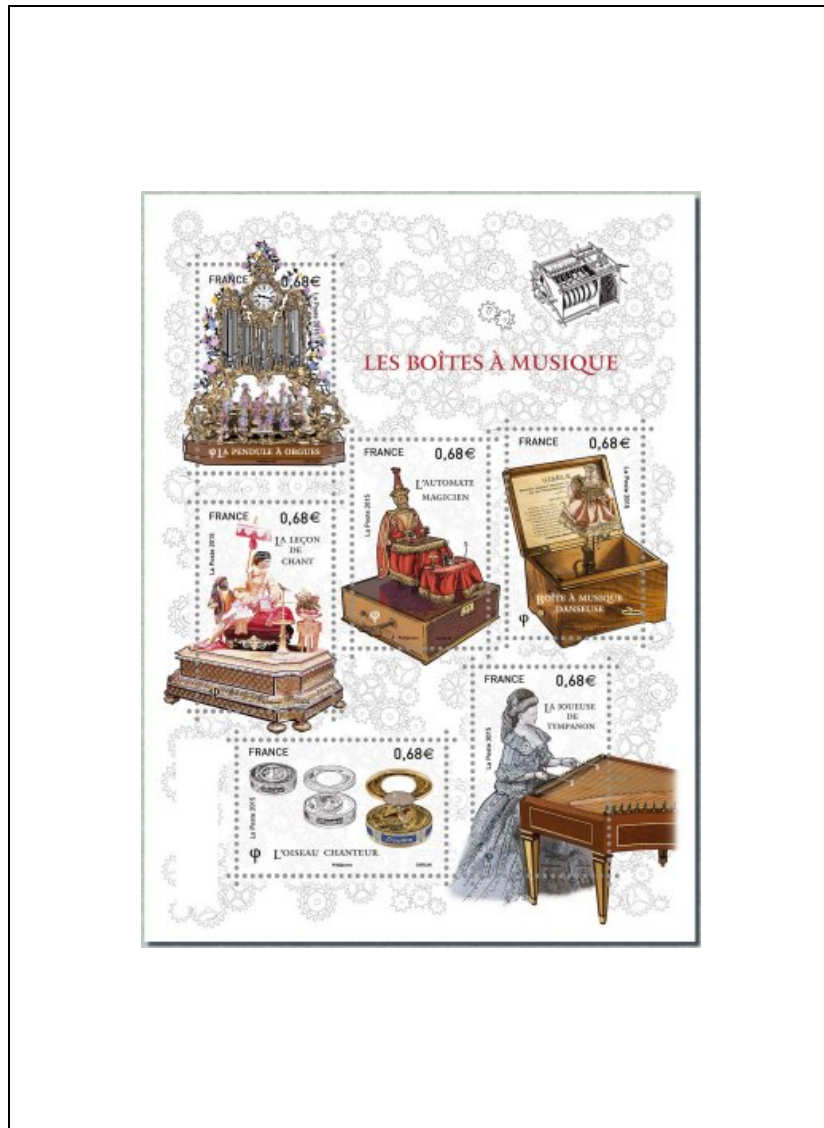 FRANCE 0,68€
La Poste 2015
LA PENDULE À ORGUES
LES BOÎTES À MUSIQUE
FRANCE 0,68€
L'AUTOMATE
MAGICIEN
La Poste 2015
FRANCE 0,68€
GISELLE
La Poste 2015
BOÎTE À MUSIQUE
DANSEUSE
FRANCE 0,68€
LA LEÇON
DE
CHANT
La Poste 2015
FRANCE 0,68€
LA JOUEUSE
DE
TYMPANON
La Poste 2015
FRANCE 0,68€
La Poste 2015
L'OISEAU CHANTEUR